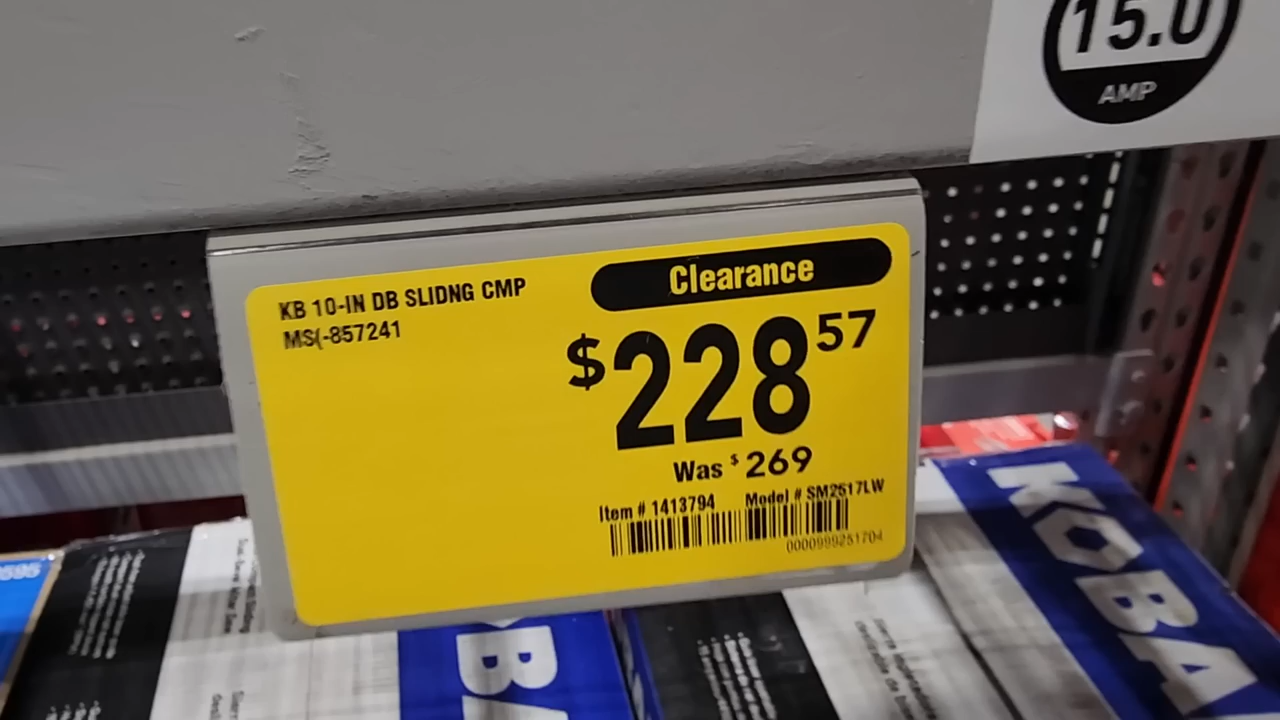 15.0
AMP
KB 10-IN DB SLIDNG CMP
MS(-857241
Clearance
$228 57
Was $269
Item # 1413794 Model # SM2517LW
0000999251704
KOBA
BA